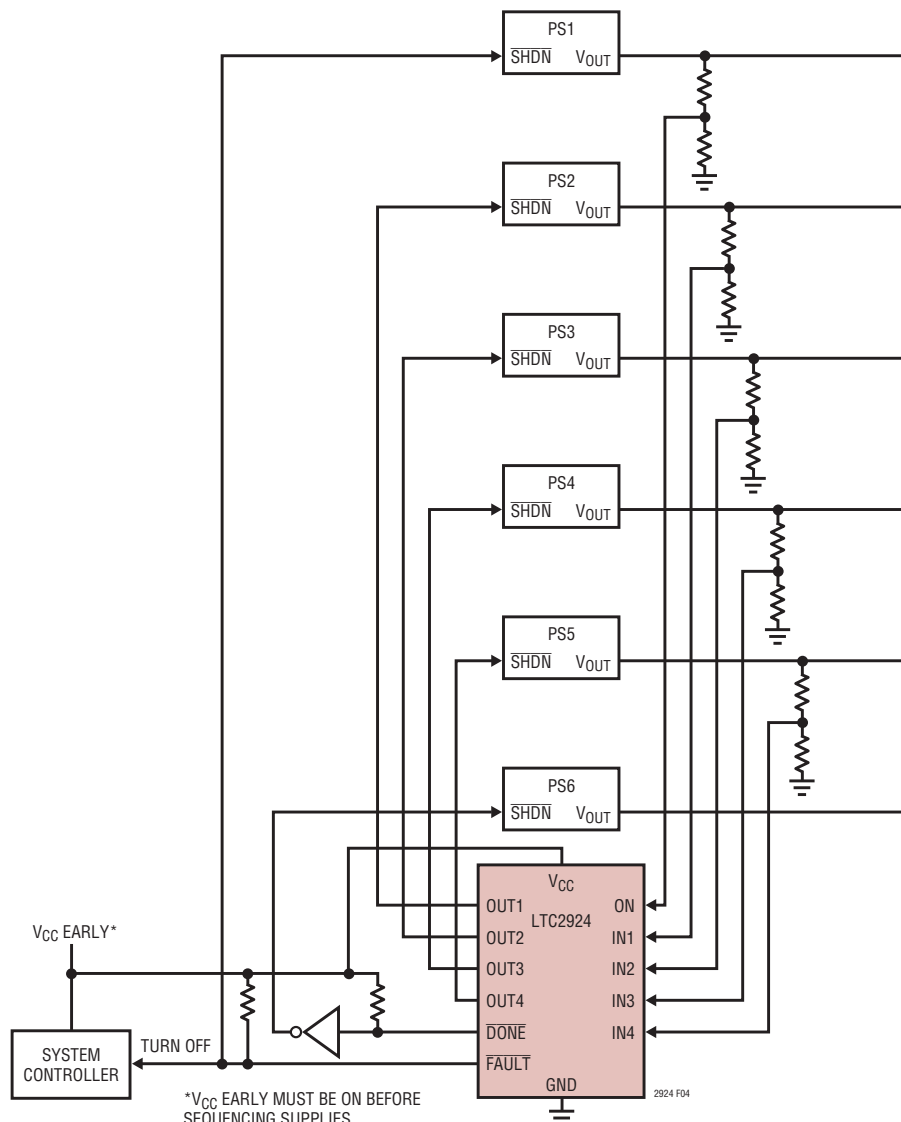 PS1
SHDN VOUT
PS2
SHDN VOUT
PS3
SHDN VOUT
PS4
SHDN VOUT
PS5
SHDN VOUT
PS6
SHDN VOUT
VCC
LTC2924
OUT1 ON
OUT2 IN1
OUT3 IN2
OUT4 IN3
DONE IN4
FAULT
GND
VCC EARLY*
SYSTEM
CONTROLLER
TURN OFF
*VCC EARLY MUST BE ON BEFORE
SEQUENCING SUPPLIES
2924 F04